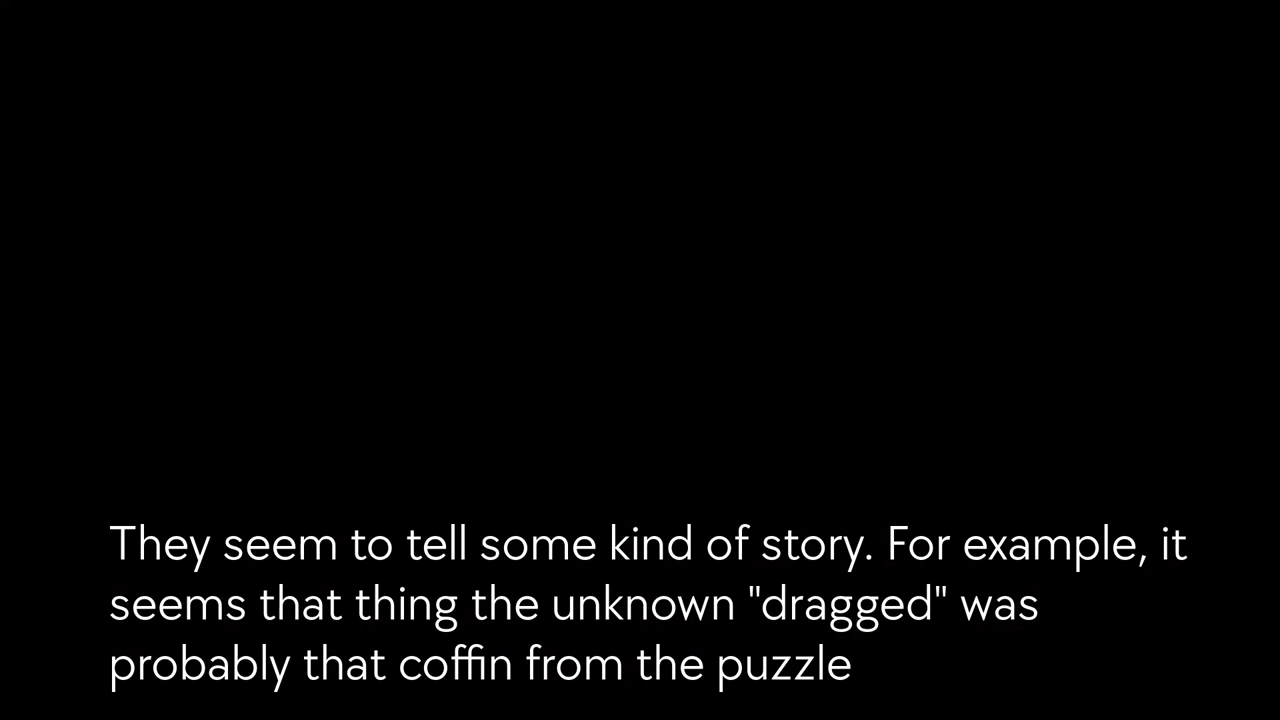 They seem to tell some kind of story. For example, it
seems that thing the unknown "dragged" was
probably that coffin from the puzzle